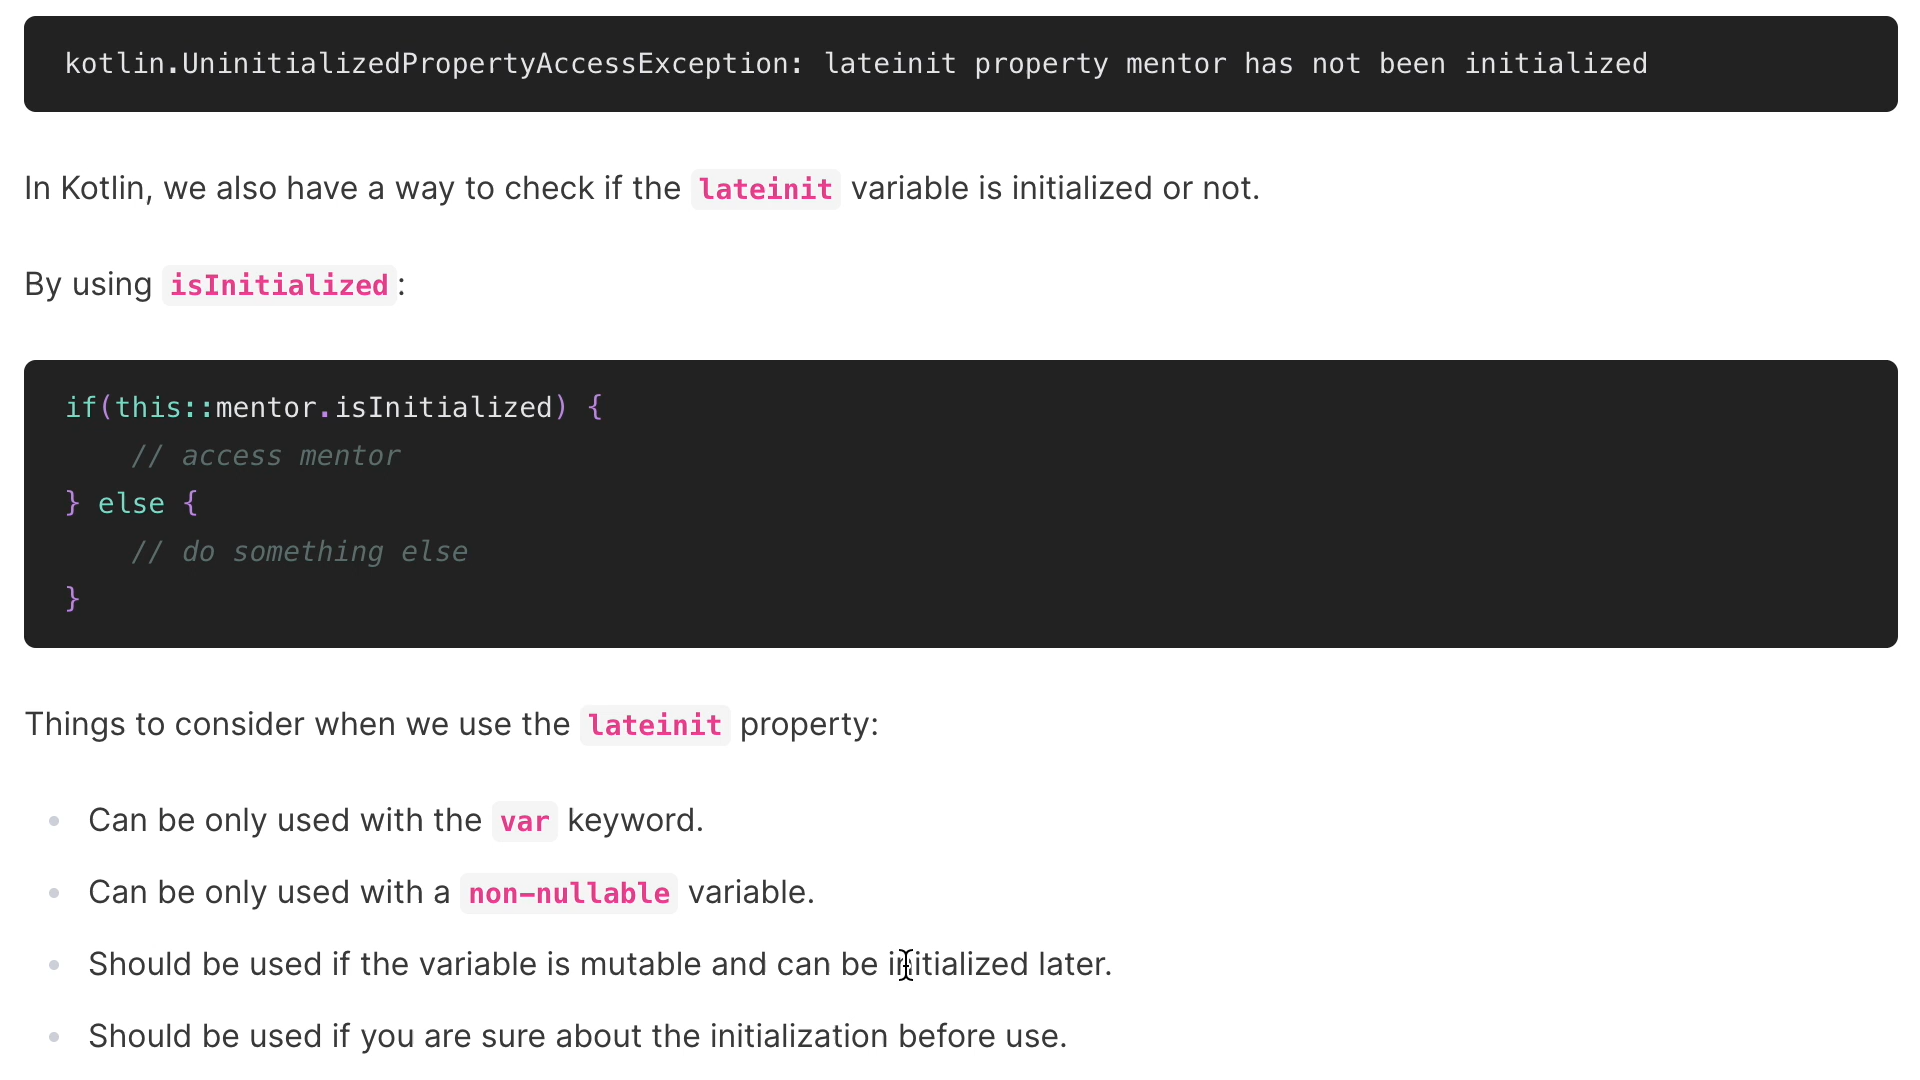 kotlin.UninitializedPropertyAccessException: lateinit property mentor has not been initialized
In Kotlin, we also have a way to check if the lateinit variable is initialized or not.
By using isInitialized:
if(this::mentor.isInitialized) {
    // access mentor
} else {
    // do something else
}
Things to consider when we use the lateinit property:
Can be only used with the var keyword.
Can be only used with a non-nullable variable.
Should be used if the variable is mutable and can be initialized later.
Should be used if you are sure about the initialization before use.